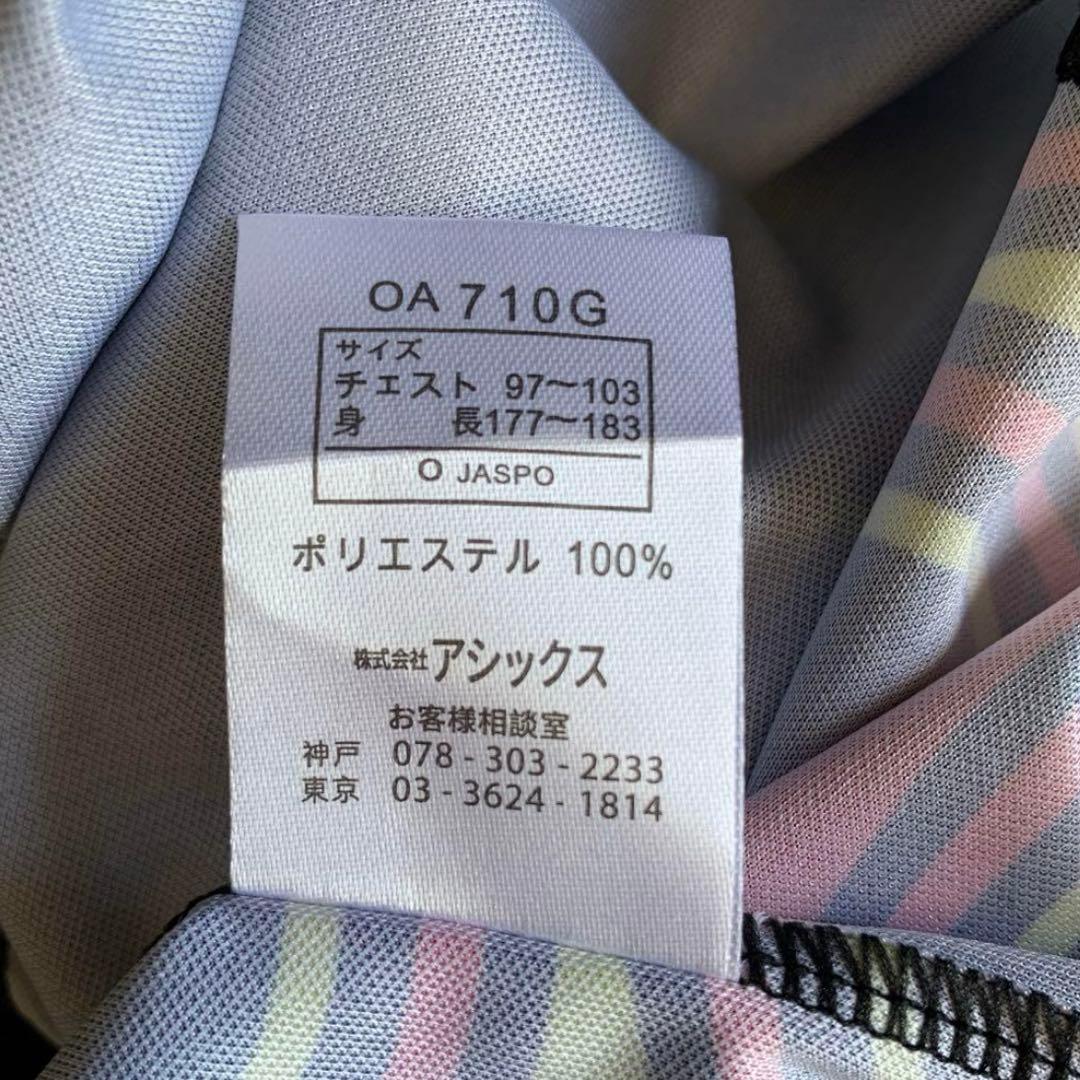 OA 710G
サイズ
チェスト 97〜103
身 長177〜183
O JASPO
ポリエステル 100%
株式会社アシックス
お客様相談室
神戸 078 - 303 - 2233
東京 03 - 3624 - 1814